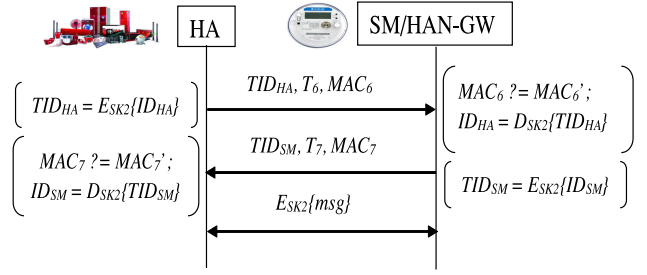 HA
SM/HAN-GW
TID_HA = E_SK2{ID_HA}
TID_HA, T_6, MAC_6
MAC_6 ?= MAC_6’;
ID_HA = D_SK2{TID_HA}
MAC_7 ?= MAC_7’;
ID_SM = D_SK2{TID_SM}
TID_SM, T_7, MAC_7
TID_SM = E_SK2{ID_SM}
E_SK2{msg}